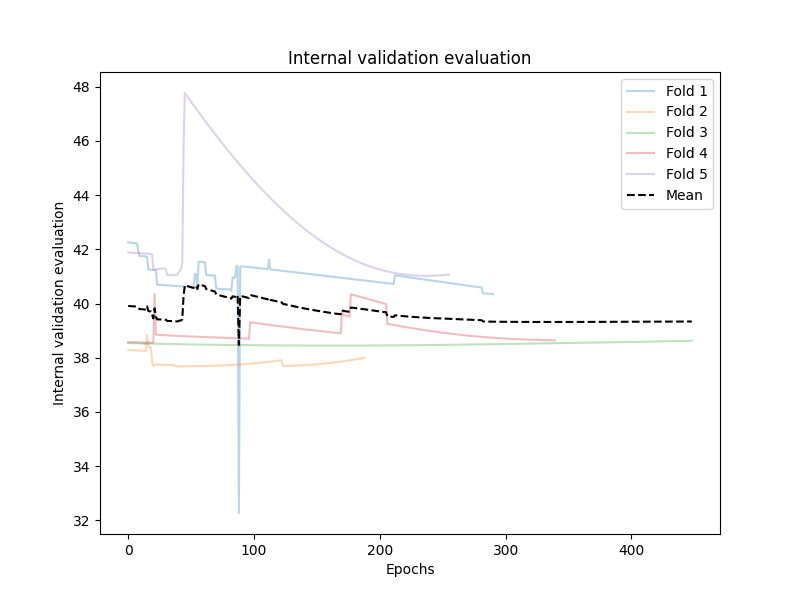 Internal validation evaluation
Internal validation evaluation
48
46
44
42
40
38
36
34
32
0
100
200
300
400
Epochs
Fold 1
Fold 2
Fold 3
Fold 4
Fold 5
Mean